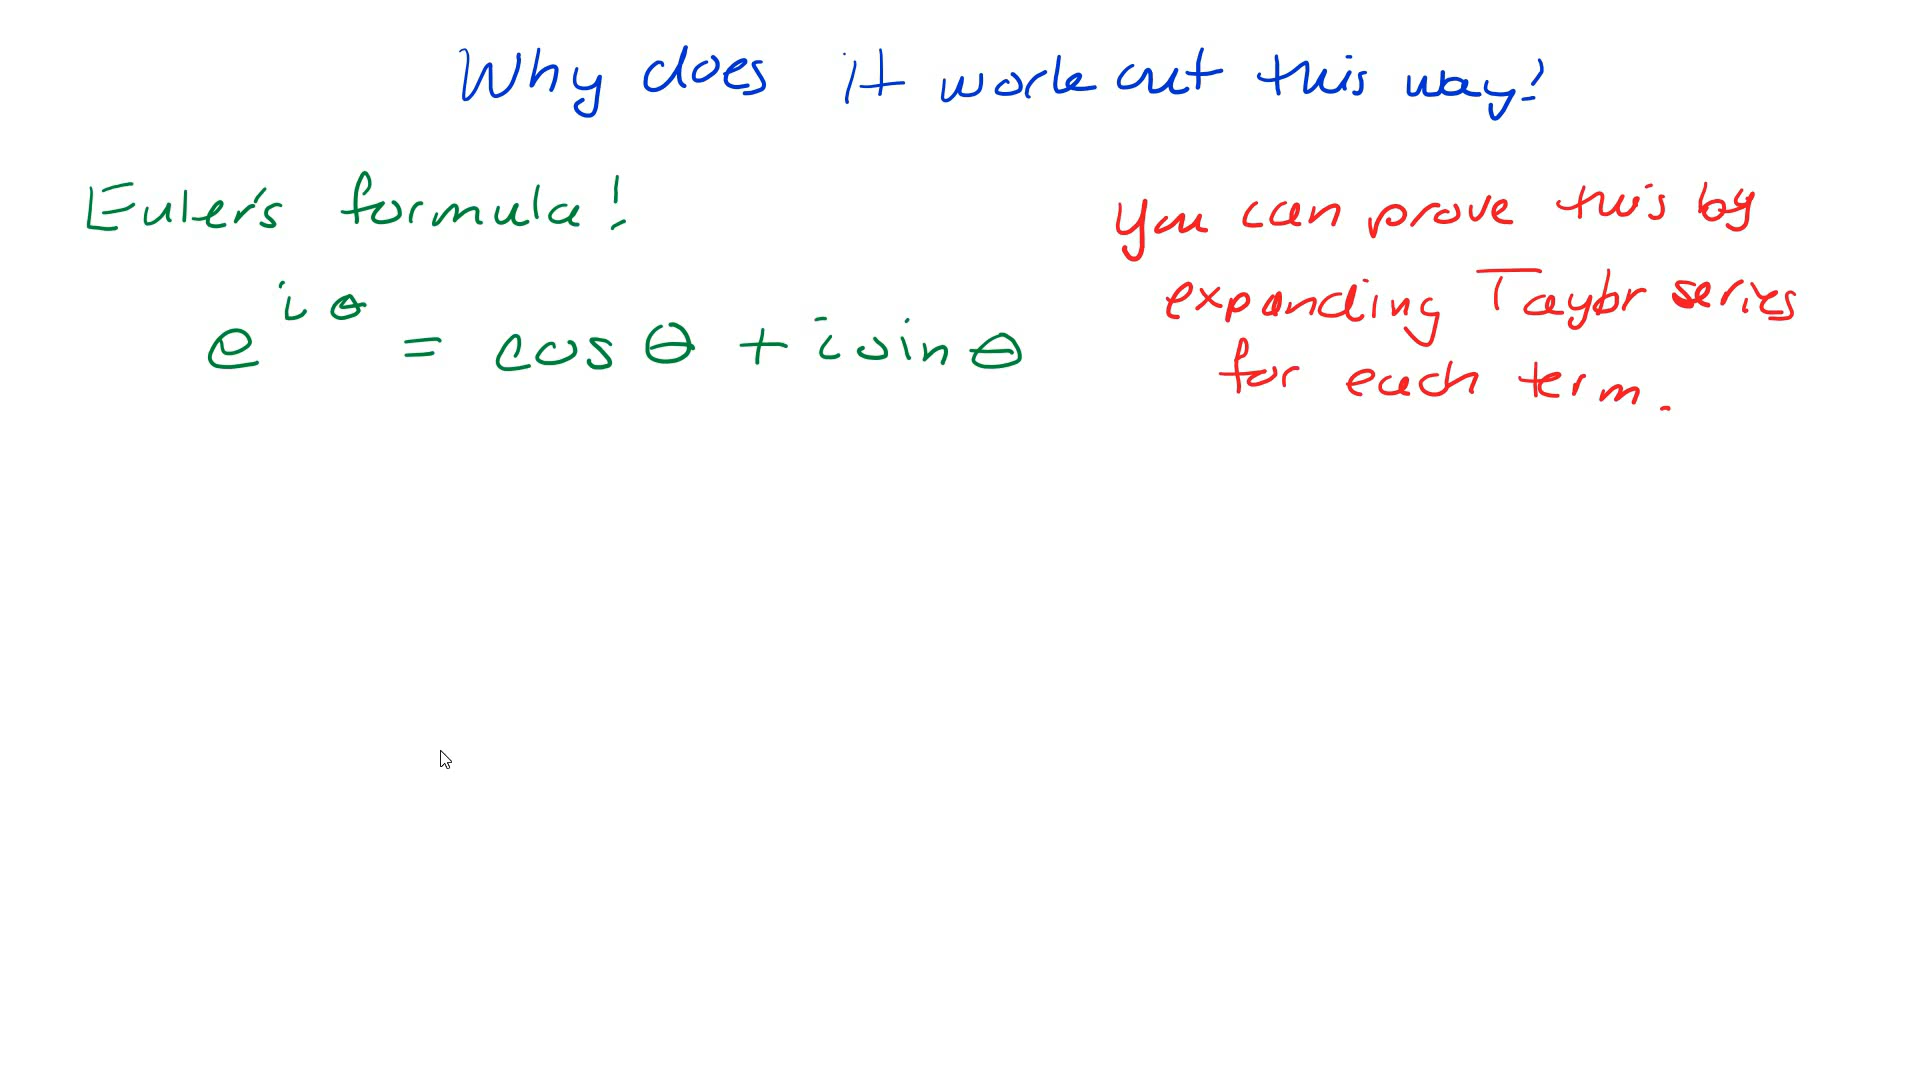 Why does it work out this way?
Euler's formula!
e^{iθ} = cos θ + i sin θ
You can prove this by
expanding Taylor series
for each term.